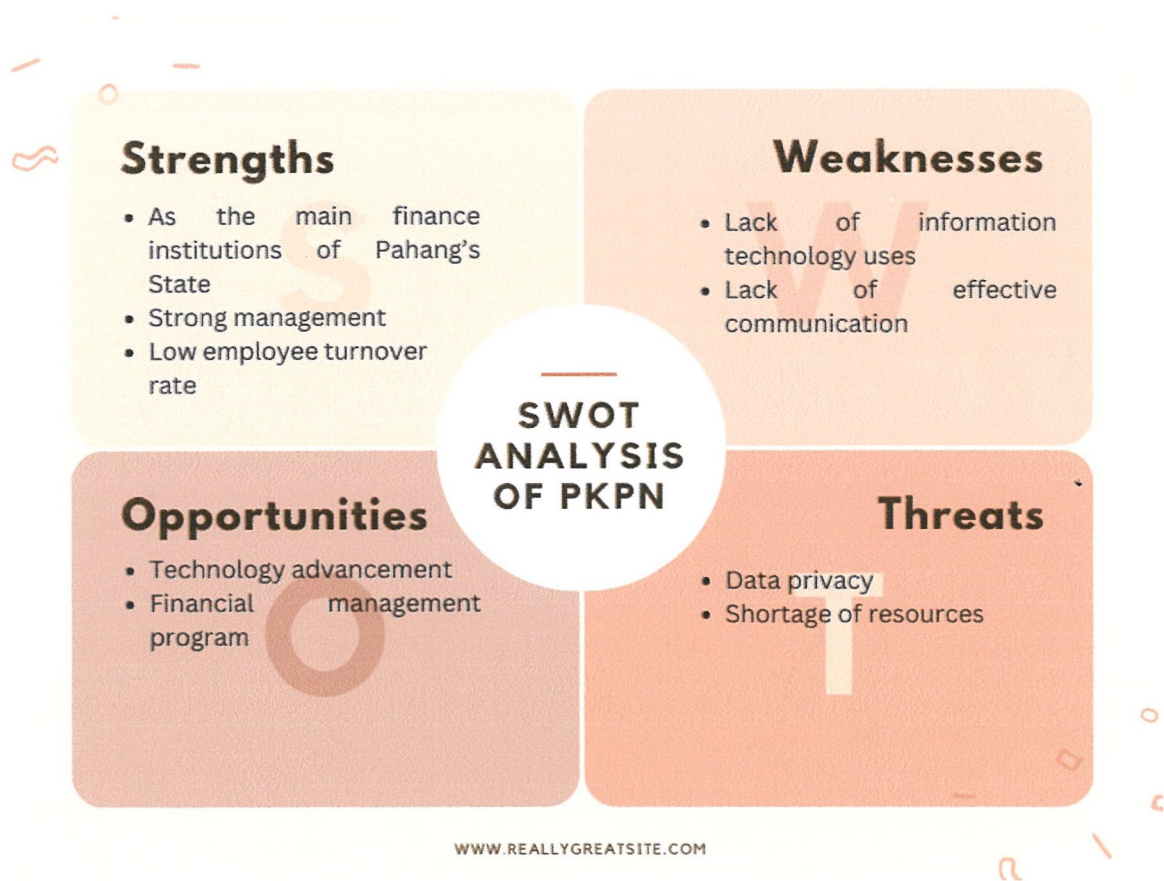 Strengths
• As the main finance
institutions of Pahang's
State
• Strong management
• Low employee turnover
rate
Weaknesses
• Lack of information
technology uses
• Lack of effective
communication
SWOT
ANALYSIS
OF PKPN
Opportunities
• Technology advancement
• Financial management
program
Threats
• Data privacy
• Shortage of resources
S
W
O
T
WWW.REALLYGREATSITE.COM